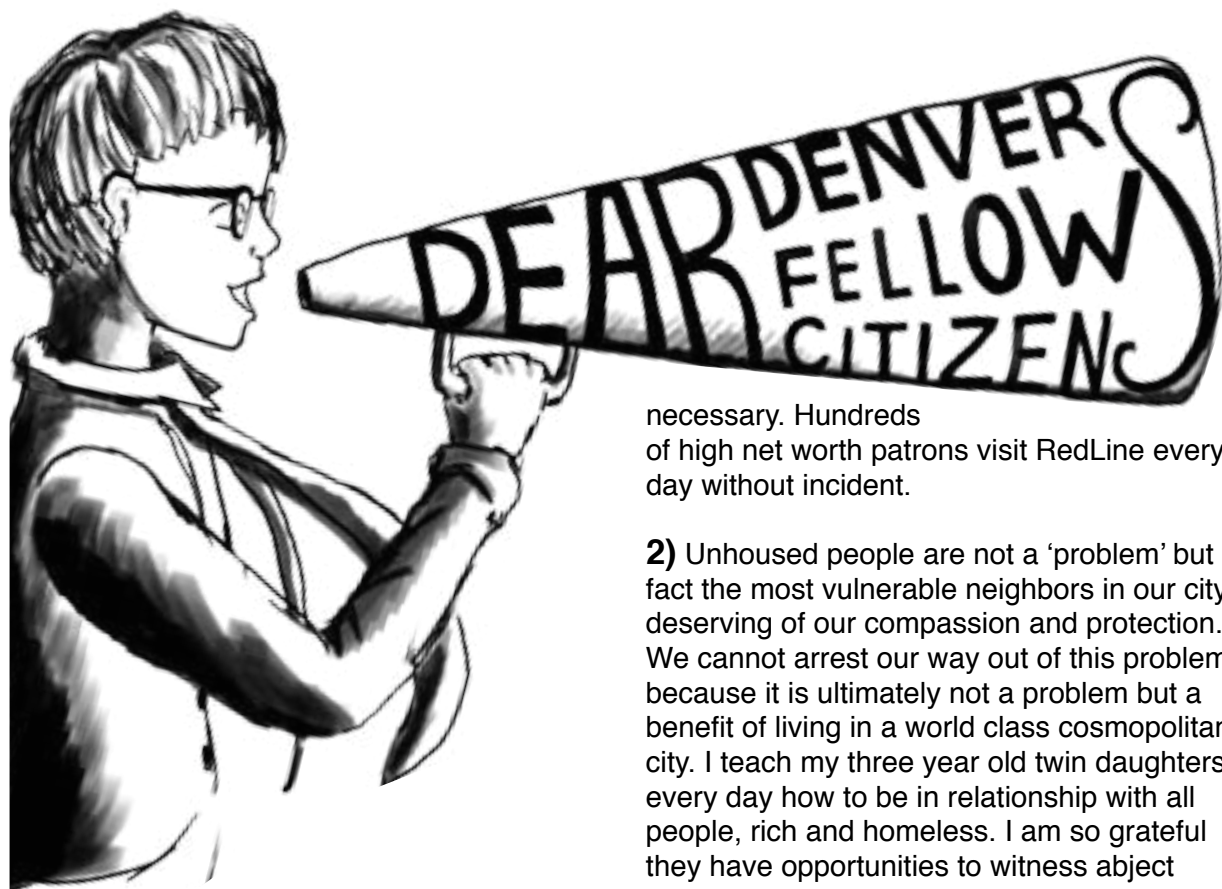 DEAR DENVER
FELLOW
CITIZENS
necessary. Hundreds
of high net worth patrons visit RedLine every
day without incident.
2) Unhoused people are not a ‘problem’ but
fact the most vulnerable neighbors in our city
deserving of our compassion and protection.
We cannot arrest our way out of this problem
because it is ultimately not a problem but a
benefit of living in a world class cosmopolitan
city. I teach my three year old twin daughters
every day how to be in relationship with all
people, rich and homeless. I am so grateful
they have opportunities to witness abject